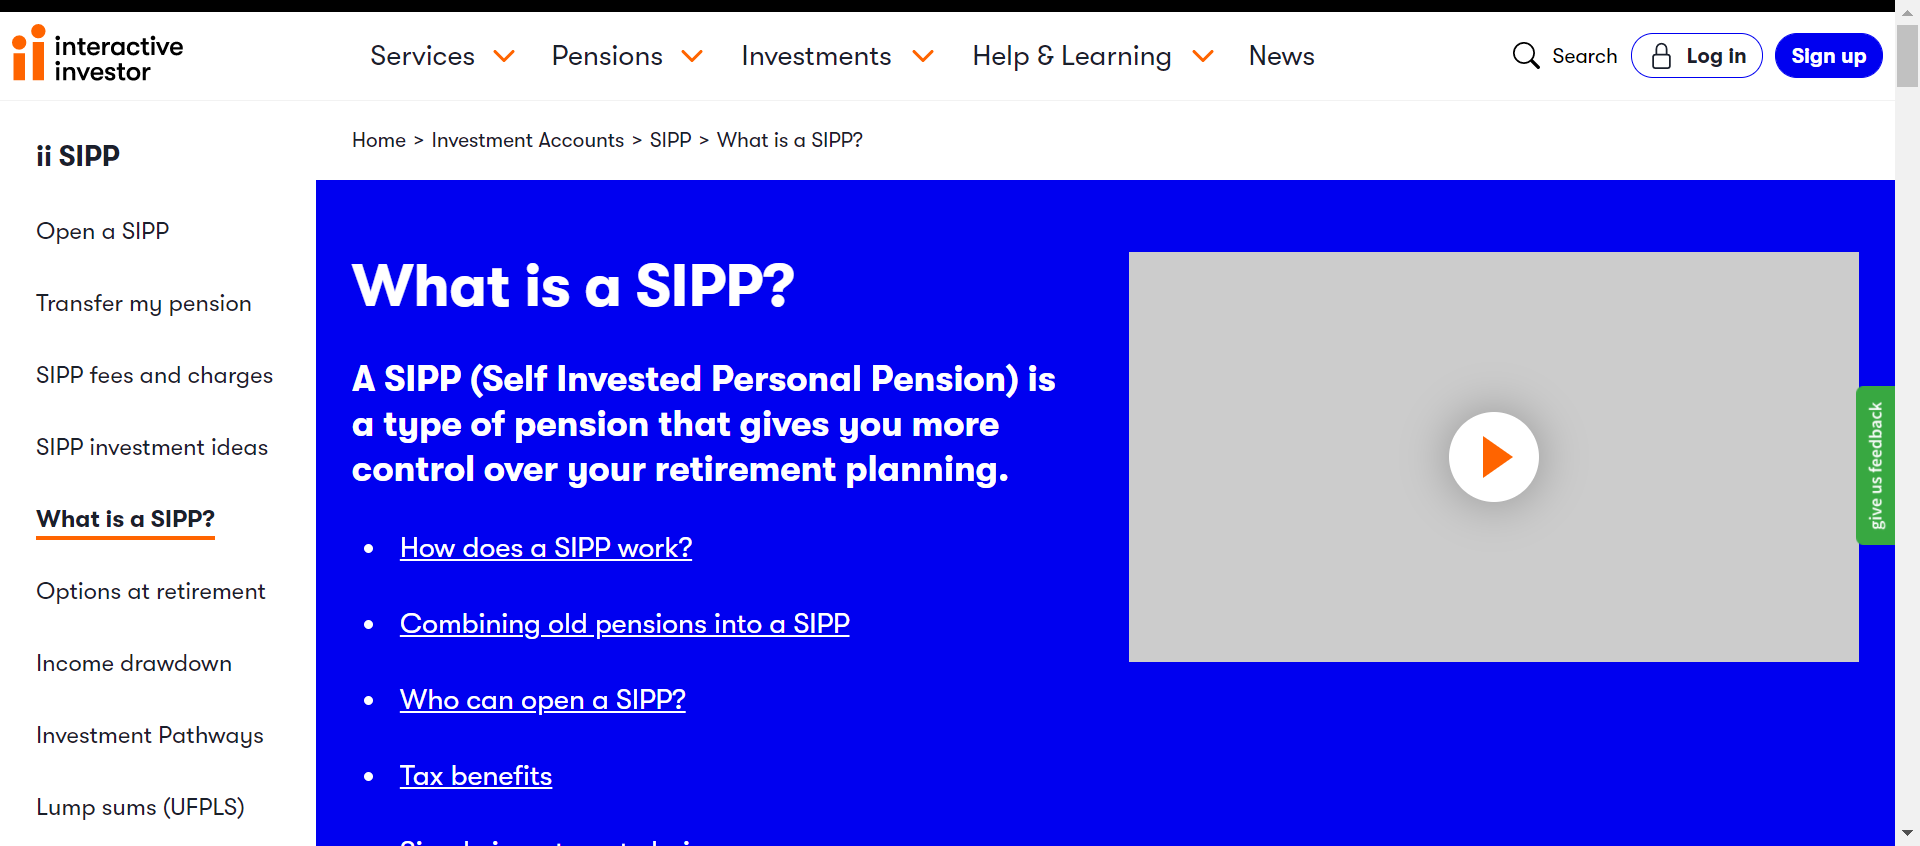 interactive
investor
Services
Pensions
Investments
Help & Learning
News
Search
Log in
Sign up
ii SIPP
Open a SIPP
Transfer my pension
SIPP fees and charges
SIPP investment ideas
What is a SIPP?
Options at retirement
Income drawdown
Investment Pathways
Lump sums (UFPLS)
Home > Investment Accounts > SIPP > What is a SIPP?
What is a SIPP?
A SIPP (Self Invested Personal Pension) is
a type of pension that gives you more
control over your retirement planning.
How does a SIPP work?
Combining old pensions into a SIPP
Who can open a SIPP?
Tax benefits
give us feedback